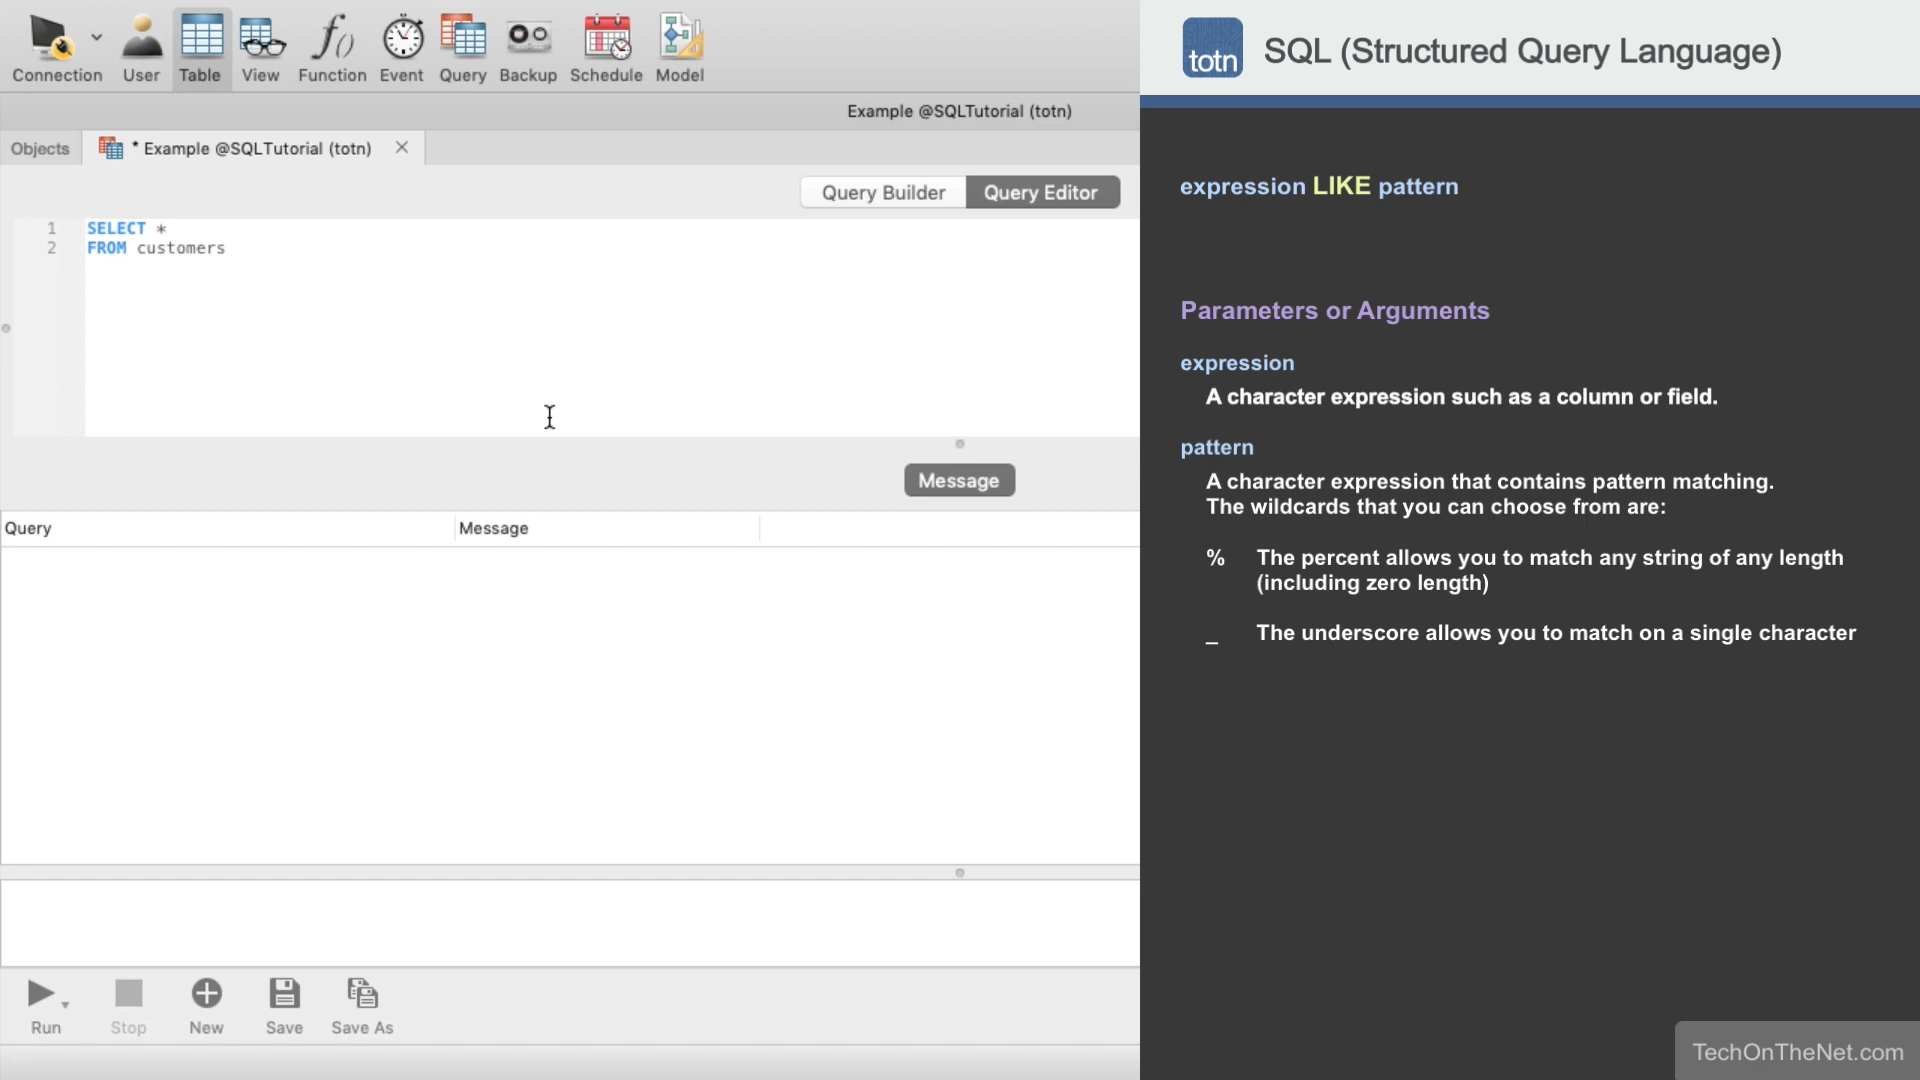 Connection User Table View Function Event Query Backup Schedule Model
Example @SQLTutorial (totn)
Objects * Example @SQLTutorial (totn)
Query Builder Query Editor
1 SELECT *
2 FROM customers
Message
Query Message
Run Stop New Save Save As
totn SQL (Structured Query Language)
expression LIKE pattern
Parameters or Arguments
expression
A character expression such as a column or field.
pattern
A character expression that contains pattern matching.
The wildcards that you can choose from are:
% The percent allows you to match any string of any length
(including zero length)
_ The underscore allows you to match on a single character
TechOnTheNet.com